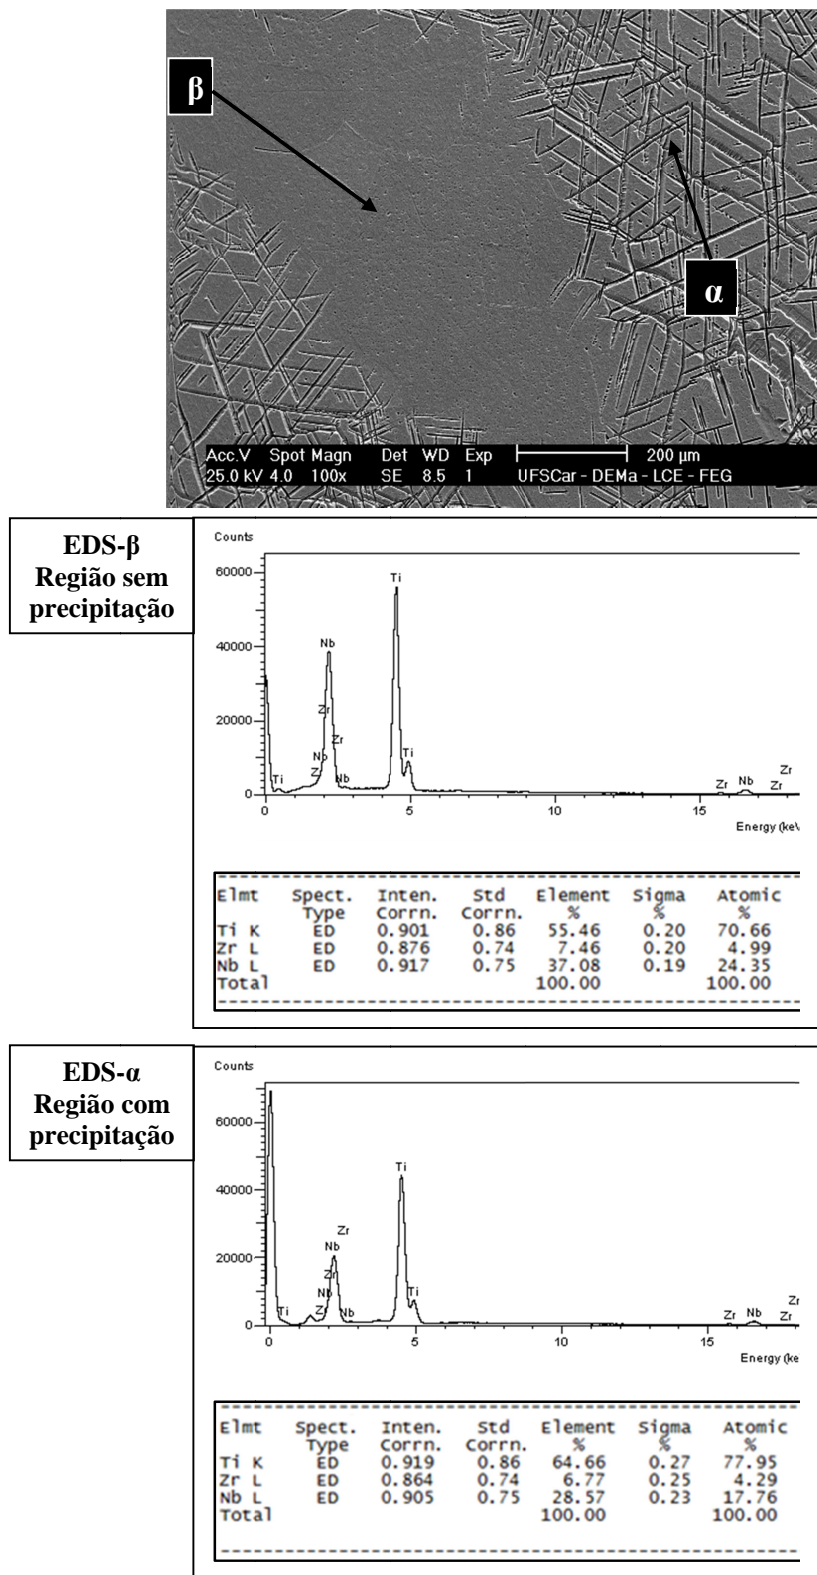 β
α
Acc.V Spot Magn Det WD Exp 200 µm
25.0 kV 4.0 100x SE 8.5 1 UFSCar - DEMa - LCE - FEG
EDS-β
Região sem
precipitação
Counts
60000
40000
20000
0
Ti
Nb
Zr
Zr
Nb
Ti
Nb
Ti
Zr
Nb
Zr
Zr
0 5 10 15
Energy (ke
Elmt Spect. Inten. Std Element Sigma Atomic
Type Corrn. Corrn. % % %
Ti K ED 0.901 0.86 55.46 0.20 70.66
Zr L ED 0.876 0.74 7.46 0.20 4.99
Nb L ED 0.917 0.75 37.08 0.19 24.35
Total 100.00 100.00
EDS-α
Região com
precipitação
Counts
60000
40000
20000
0
Ti
Zr
Nb
Zr
Nb
Ti
Nb
Ti
Zr
Nb
Zr
Zr
0 5 10 15
Energy (ke
Elmt Spect. Inten. Std Element Sigma Atomic
Type Corrn. Corrn. % % %
Ti K ED 0.919 0.86 64.66 0.27 77.95
Zr L ED 0.864 0.74 6.77 0.25 4.29
Nb L ED 0.905 0.75 28.57 0.23 17.76
Total 100.00 100.00